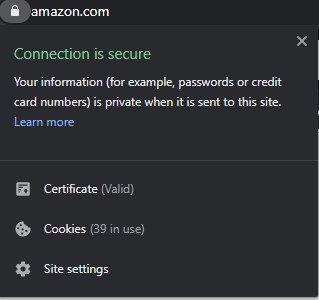 amazon.com
Connection is secure
Your information (for example, passwords or credit
card numbers) is private when it is sent to this site.
Learn more
Certificate (Valid)
Cookies (39 in use)
Site settings